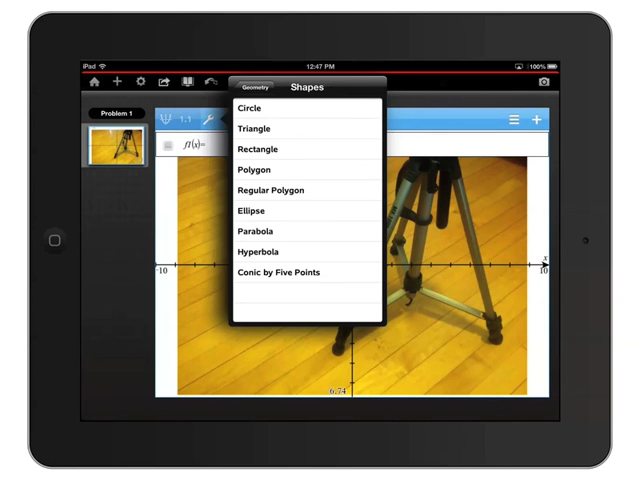 iPad
12:47 PM
100%
Geometry
Shapes
Problem 1
1.1
f1(x)=
Circle
Triangle
Rectangle
Polygon
Regular Polygon
Ellipse
Parabola
Hyperbola
Conic by Five Points
x
-10
10
6.74